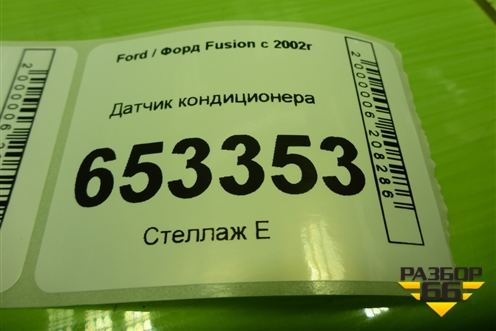 Ford / Форд Fusion с 2002г
Датчик кондиционера
653353
Стеллаж Е
2000006208286
РАЗБОР
66